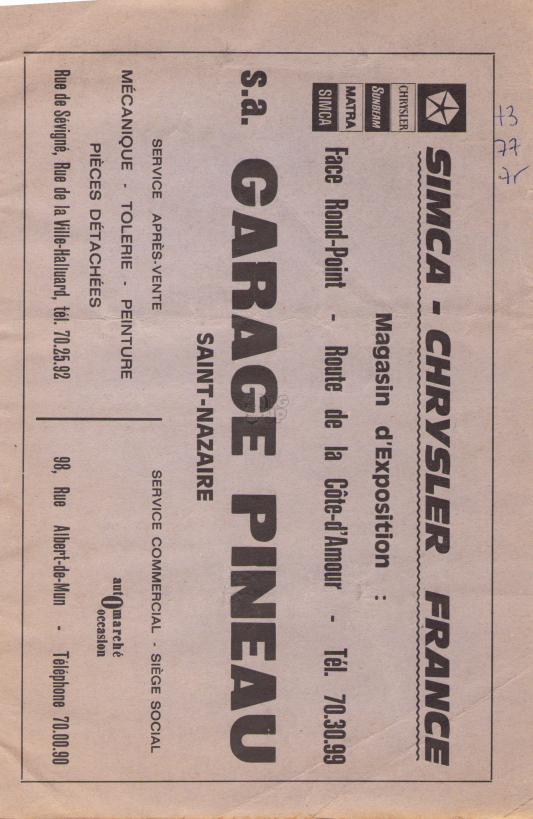 SIMCA - CHRYSLER FRANCE
CHRYSLER
SUNBEAM
MATRA
SIMCA
Magasin d'Exposition :
Face Rond-Point - Route de la Côte-d'Amour - Tél. 70.30.99
s.a. GARAGE PINEAU
SAINT-NAZAIRE
SERVICE APRÈS-VENTE
MÉCANIQUE - TOLERIE - PEINTURE
PIÈCES DÉTACHÉES
Rue de Sévigné, Rue de la Ville-Halluard, tél. 70.25.92
SERVICE COMMERCIAL - SIÈGE SOCIAL
autOmarché
Occasion
98, Rue Albert-de-Mun - Téléphone 70.00.90
77